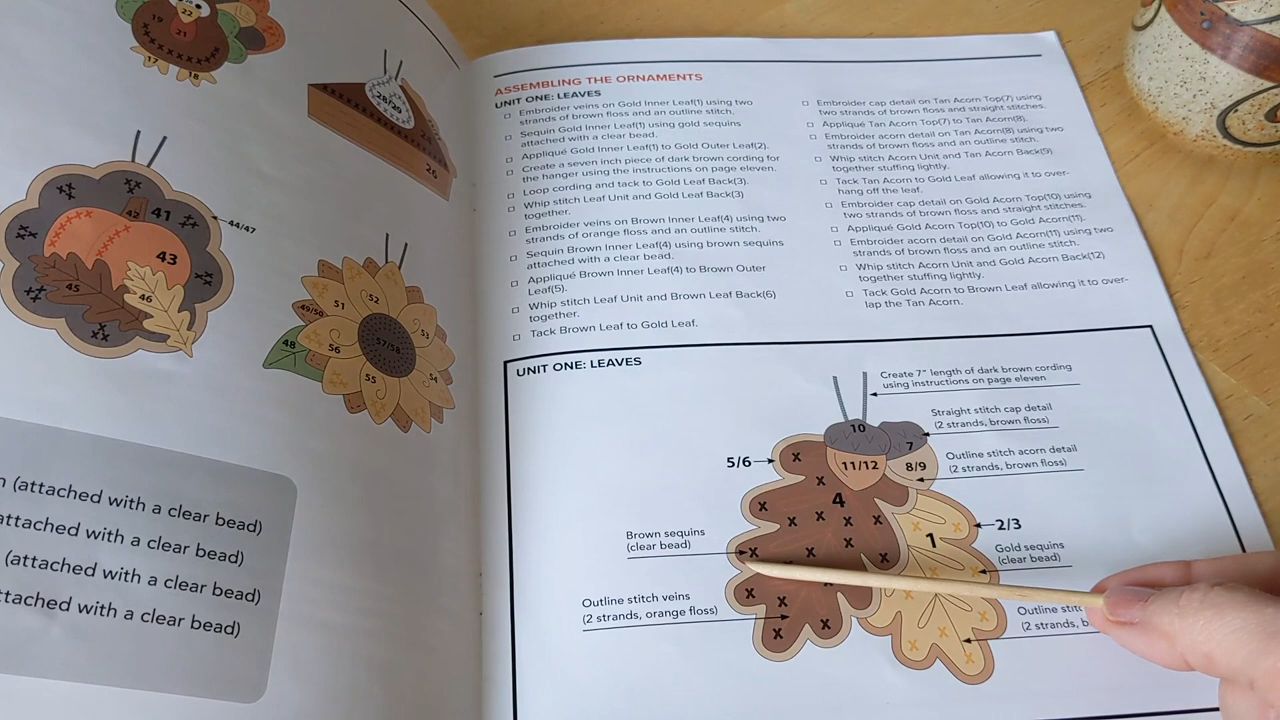 22
19
21
17
18
28/29
26
41
42
44/47
43
45
46
51
52
49/50
53
48
56
57/58
55
54
(attached with a clear bead)
attached with a clear bead)
(attached with a clear bead)
attached with a clear bead)
ASSEMBLING THE ORNAMENTS
UNIT ONE: LEAVES
Embroider veins on Gold Inner Leaf(1) using two
strands of brown floss and an outline stitch.
Sequin Gold Inner Leaf(1) using gold sequins
attached with a clear bead.
Appliqué Gold Inner Leaf(1) to Gold Outer Leaf(2).
Create a seven inch piece of dark brown cording for
the hanger using the instructions on page eleven.
Loop cording and tack to Gold Leaf Back(3).
Whip stitch Leaf Unit and Gold Leaf Back(3)
together.
Embroider veins on Brown Inner Leaf(4) using two
strands of orange floss and an outline stitch.
Sequin Brown Inner Leaf(4) using brown sequins
attached with a clear bead.
Appliqué Brown Inner Leaf(4) to Brown Outer
Leaf(5).
Whip stitch Leaf Unit and Brown Leaf Back(6)
together.
Tack Brown Leaf to Gold Leaf.
Embroider cap detail on Tan Acorn Top(7) using
two strands of brown floss and straight stitches.
Appliqué Tan Acorn Top(7) to Tan Acorn(8).
Embroider acorn detail on Tan Acorn(8) using two
strands of brown floss and an outline stitch.
Whip stitch Acorn Unit and Tan Acorn Back(9)
together stuffing lightly.
Tack Tan Acorn to Gold Leaf allowing it to over-
hang off the leaf.
Embroider cap detail on Gold Acorn Top(10) using
two strands of brown floss and straight stitches.
Appliqué Gold Acorn Top(10) to Gold Acorn(11).
Embroider acorn detail on Gold Acorn(11) using two
strands of brown floss and an outline stitch.
Whip stitch Acorn Unit and Gold Acorn Back(12)
together stuffing lightly.
Tack Gold Acorn to Brown Leaf allowing it to over-
lap the Tan Acorn.
UNIT ONE: LEAVES
Create 7" length of dark brown cording
using instructions on page eleven
Straight stitch cap detail
(2 strands, brown floss)
10
7
5/6
11/12
8/9
Outline stitch acorn detail
(2 strands, brown floss)
4
2/3
1
Brown sequins
(clear bead)
Gold sequins
(clear bead)
Outline stitch veins
(2 strands, orange floss)
Outline
(2 strands,